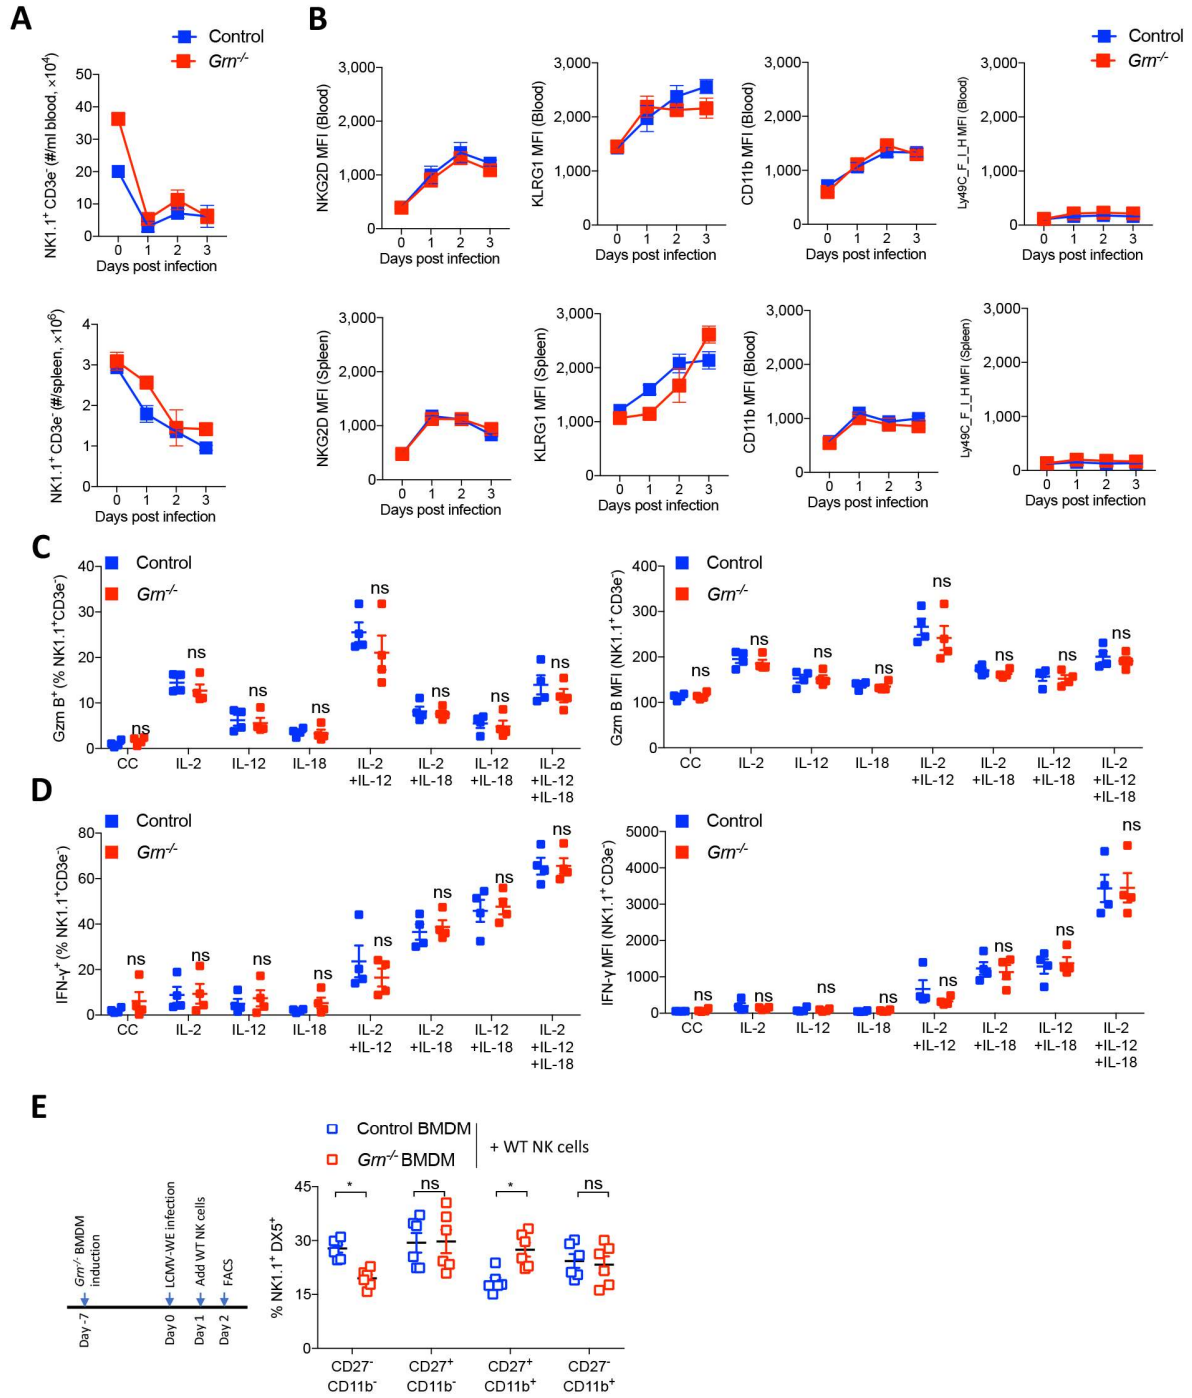 A
Control
Grn-/-
NK1.1+ CD3e- (#/ml blood, ×10⁴)
50
40
30
20
10
0
0 1 2 3
Days post infection
NK1.1+ CD3e- (#/spleen, ×10⁶)
4
3
2
1
0
0 1 2 3
Days post infection
B
Control
Grn-/-
NKG2D MFI (Blood)
3,000
2,000
1,000
0
0 1 2 3
Days post infection
KLRG1 MFI (Blood)
3,000
2,000
1,000
0
0 1 2 3
Days post infection
CD11b MFI (Blood)
3,000
2,000
1,000
0
0 1 2 3
Days post infection
Ly49C_F_I_H MFI (Blood)
3,000
2,000
1,000
0
0 1 2 3
Days post infection
NKG2D MFI (Spleen)
3,000
2,000
1,000
0
0 1 2 3
Days post infection
KLRG1 MFI (Spleen)
3,000
2,000
1,000
0
0 1 2 3
Days post infection
CD11b MFI (Blood)
3,000
2,000
1,000
0
0 1 2 3
Days post infection
Ly49C_F_I_H MFI (Spleen)
3,000
2,000
1,000
0
0 1 2 3
Days post infection
C
Control
Grn-/-
Gzm B+ (% NK1.1+CD3e-)
40
30
20
10
0
ns ns ns ns ns ns ns ns
CC IL-2 IL-12 IL-18 IL-2 IL-2 IL-12 IL-2
+IL-12 +IL-18 +IL-18 +IL-12
+IL-18
Control
Grn-/-
Gzm B MFI (NK1.1+CD3e-)
400
300
200
100
0
ns ns ns ns ns ns ns ns
CC IL-2 IL-12 IL-18 IL-2 IL-2 IL-12 IL-2
+IL-12 +IL-18 +IL-18 +IL-12
+IL-18
D
Control
Grn-/-
IFN-γ+ (% NK1.1+CD3e-)
80
60
40
20
0
ns ns ns ns ns ns ns ns
CC IL-2 IL-12 IL-18 IL-2 IL-2 IL-12 IL-2
+IL-12 +IL-18 +IL-18 +IL-12
+IL-18
Control
Grn-/-
IFN-γ MFI (NK1.1+ CD3e-)
5000
4000
3000
2000
1000
0
ns ns ns ns ns ns ns ns
CC IL-2 IL-12 IL-18 IL-2 IL-2 IL-12 IL-2
+IL-12 +IL-18 +IL-18 +IL-12
+IL-18
E
Grn-/- BMDM
induction
LCMV-WE infection
Add WT NK cells
FACS
Day -7
Day 0
Day 1
Day 2
Control BMDM
Grn-/- BMDM
+ WT NK cells
% NK1.1+ DX5+
45
30
15
0
* ns * ns
CD27- CD27+ CD27+ CD27-
CD11b- CD11b- CD11b+ CD11b+